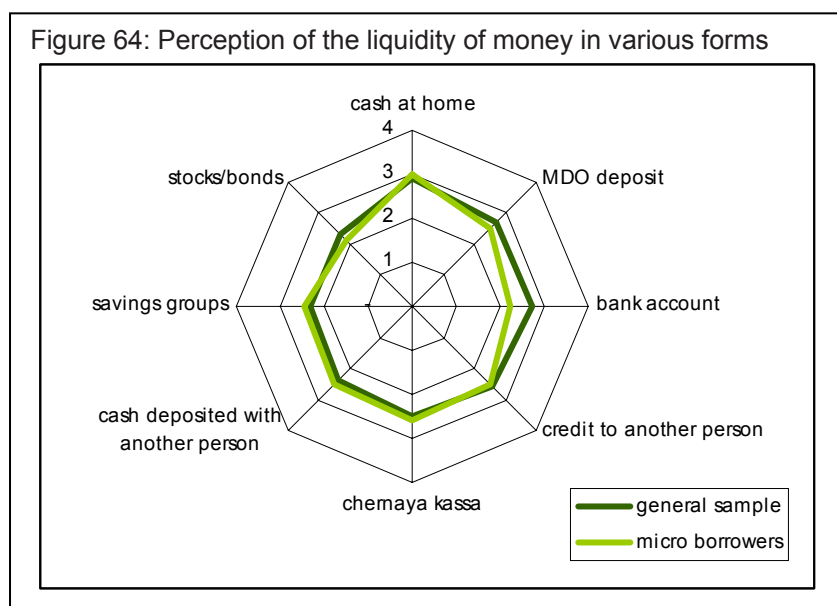 Figure 64: Perception of the liquidity of money in various forms
cash at home
4
3
2
1
-
MDO deposit
bank account
credit to another person
chernaya kassa
cash deposited with
another person
savings groups
stocks/bonds
general sample
micro borrowers